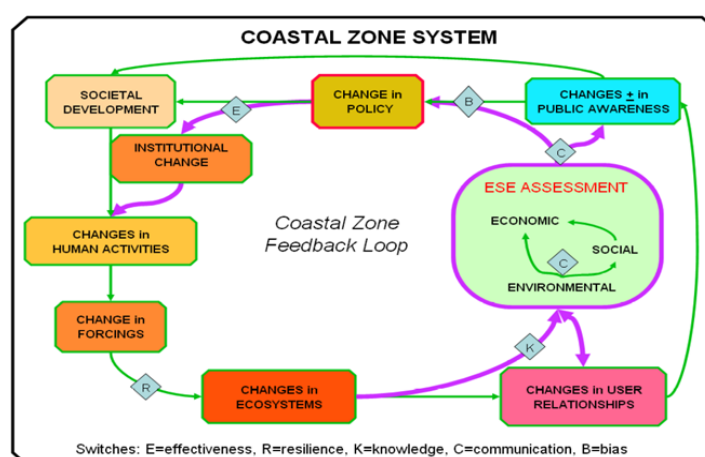 COASTAL ZONE SYSTEM
SOCIETAL
DEVELOPMENT
E
CHANGE in
POLICY
B
CHANGES ± in
PUBLIC AWARENESS
INSTITUTIONAL
CHANGE
C
ESE ASSESSMENT
ECONOMIC
SOCIAL
C
ENVIRONMENTAL
Coastal Zone
Feedback Loop
CHANGES in
HUMAN ACTIVITIES
CHANGE in
FORCINGS
R
K
CHANGES in
ECOSYSTEMS
CHANGES in USER
RELATIONSHIPS
Switches: E=effectiveness, R=resilience, K=knowledge, C=communication, B=bias